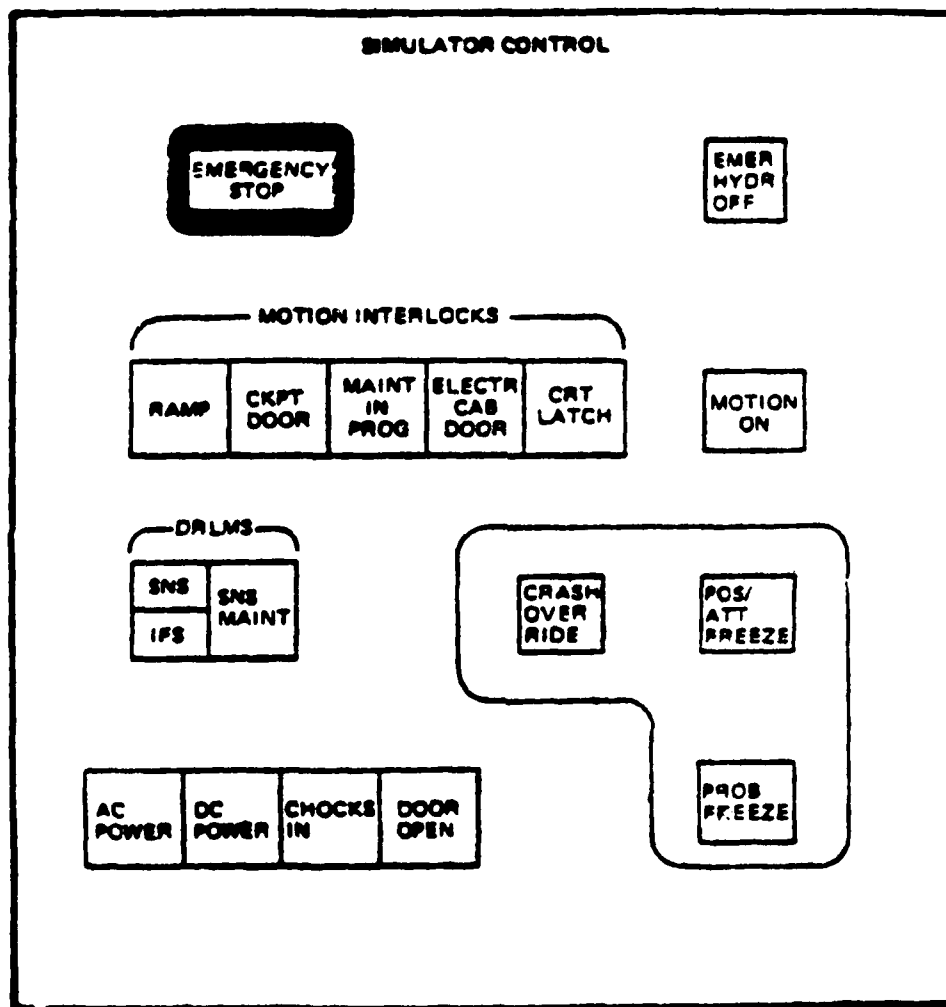 SIMULATOR CONTROL
EMERGENCY
STOP
EMER
HYDR
OFF
MOTION INTERLOCKS
RAMP
CKPT
DOOR
MAINT
IN
PROG
ELECTR
CAB
DOOR
CRT
LATCH
MOTION
ON
DRLMS
SNS
IFS
SNS
MAINT
CRASH
OVER
RIDE
POS/
ATT
FREEZE
PROB
FREEZE
AC
POWER
DC
POWER
CHOCKS
IN
DOOR
OPEN